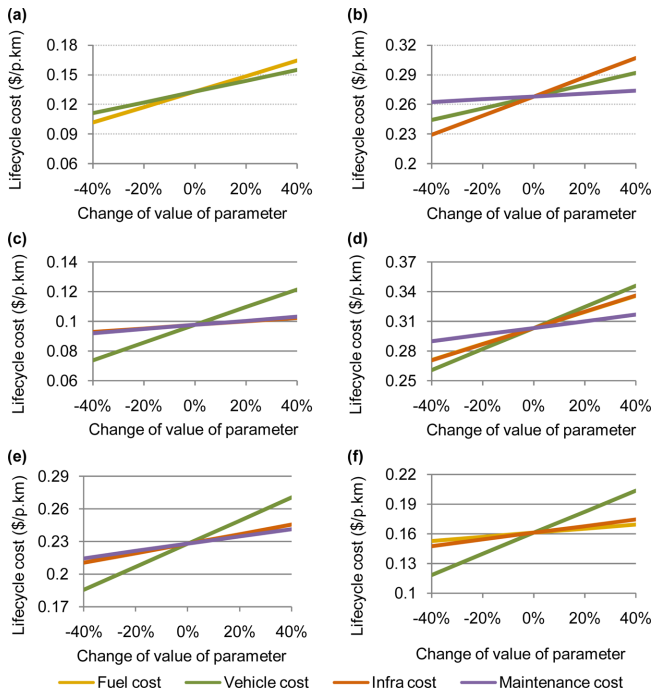 (a)
Lifecycle cost ($/p.km)
0.18
0.15
0.12
0.09
0.06
-40% -20% 0% 20% 40%
Change of value of parameter
(b)
Lifecycle cost ($/p.km)
0.32
0.29
0.26
0.23
0.2
-40% -20% 0% 20% 40%
Change of value of parameter
(c)
Lifecycle cost ($/p.km)
0.14
0.12
0.1
0.08
0.06
-40% -20% 0% 20% 40%
Change of value of parameter
(d)
Lifecycle cost ($/p.km)
0.37
0.34
0.31
0.28
0.25
-40% -20% 0% 20% 40%
Change of value of parameter
(e)
Lifecycle cost ($/p.km)
0.29
0.26
0.23
0.2
0.17
-40% -20% 0% 20% 40%
Change of value of parameter
(f)
Lifecycle cost ($/p.km)
0.22
0.19
0.16
0.13
0.1
-40% -20% 0% 20% 40%
Change of value of parameter
Fuel cost Vehicle cost Infra cost Maintenance cost